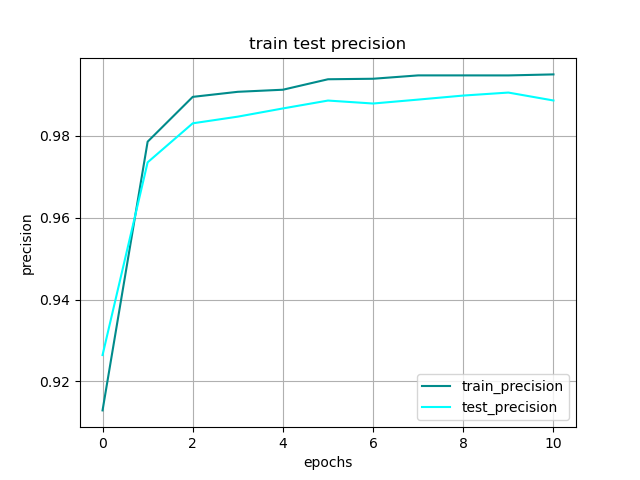 train test precision
0.98
0.96
0.94
0.92
precision
0 2 4 6 8 10
epochs
train_precision
test_precision